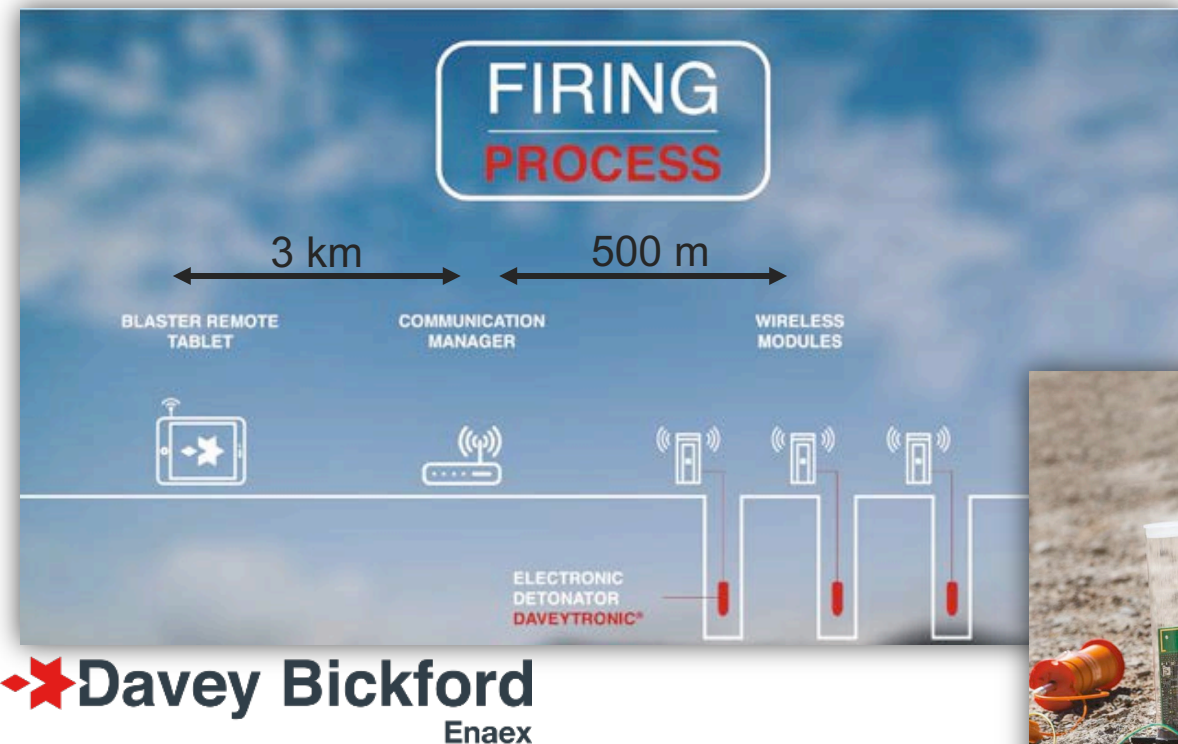 FIRING
PROCESS
3 km
500 m
BLASTER REMOTE
TABLET
COMMUNICATION
MANAGER
WIRELESS
MODULES
ELECTRONIC
DETONATOR
DAVEYTRONIC®
Davey Bickford
Enaex